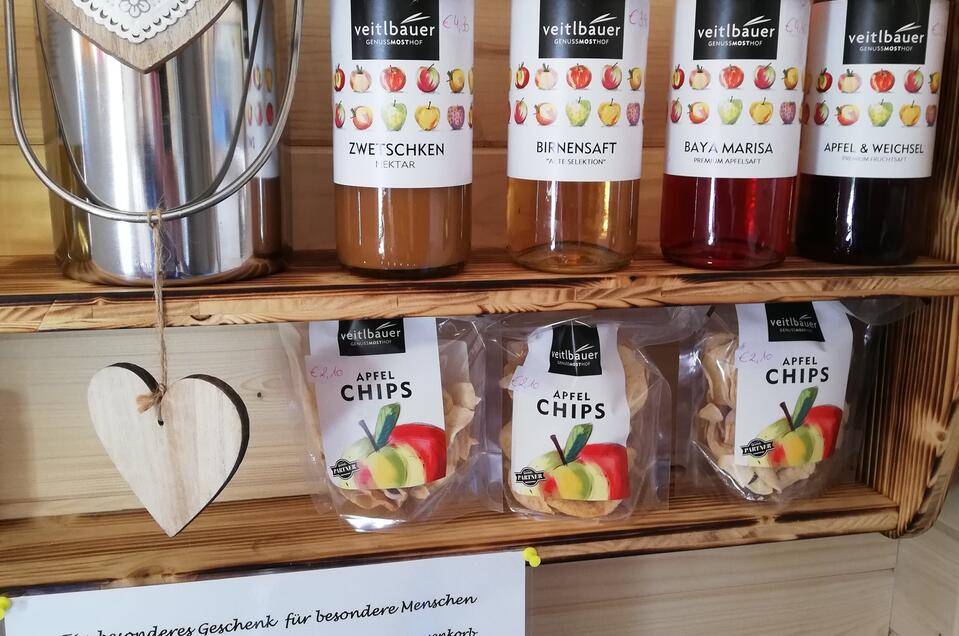 veitlbauer
GENUSSMOSTHOF
ZWETSCHKEN
NEKTAR
veitlbauer
GENUSSMOSTHOF
BIRNENSAFT
"ALTE SELEKTION"
veitlbauer
GENUSSMOSTHOF
BAYA MARISA
PREMIUM APFELSAFT
veitlbauer
GENUSSMOSTHOF
APFEL & WEICHSEL
PREMIUM FRUCHTSAFT
veitlbauer
GENUSSMOSTHOF
€2,10
APFEL
CHIPS
PARTNER
veitlbauer
GENUSSMOSTHOF
€2,10
APFEL
CHIPS
PARTNER
veitlbauer
GENUSSMOSTHOF
€2,10
APFEL
CHIPS
PARTNER
besonderes Geschenk für besondere Menschen